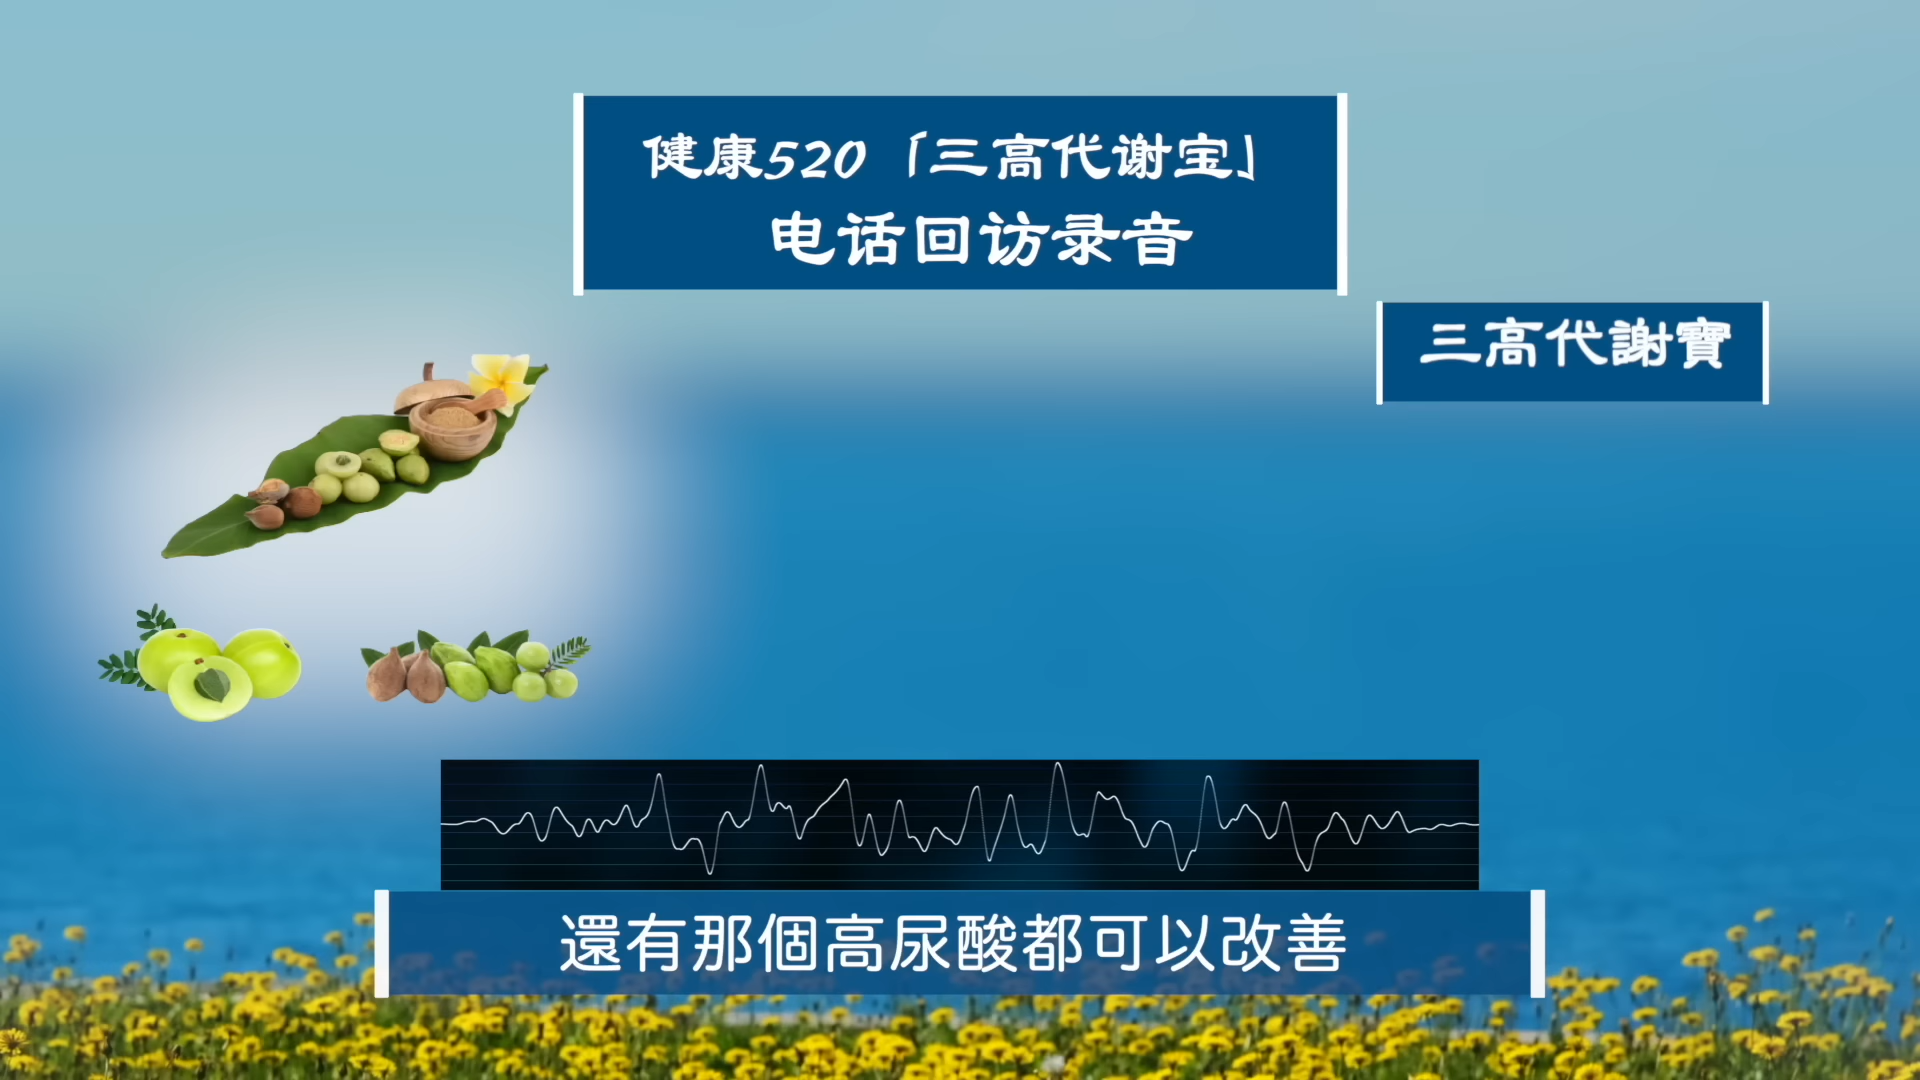 健康520「三高代谢宝」
电话回访录音
三高代謝寶
還有那個高尿酸都可以改善